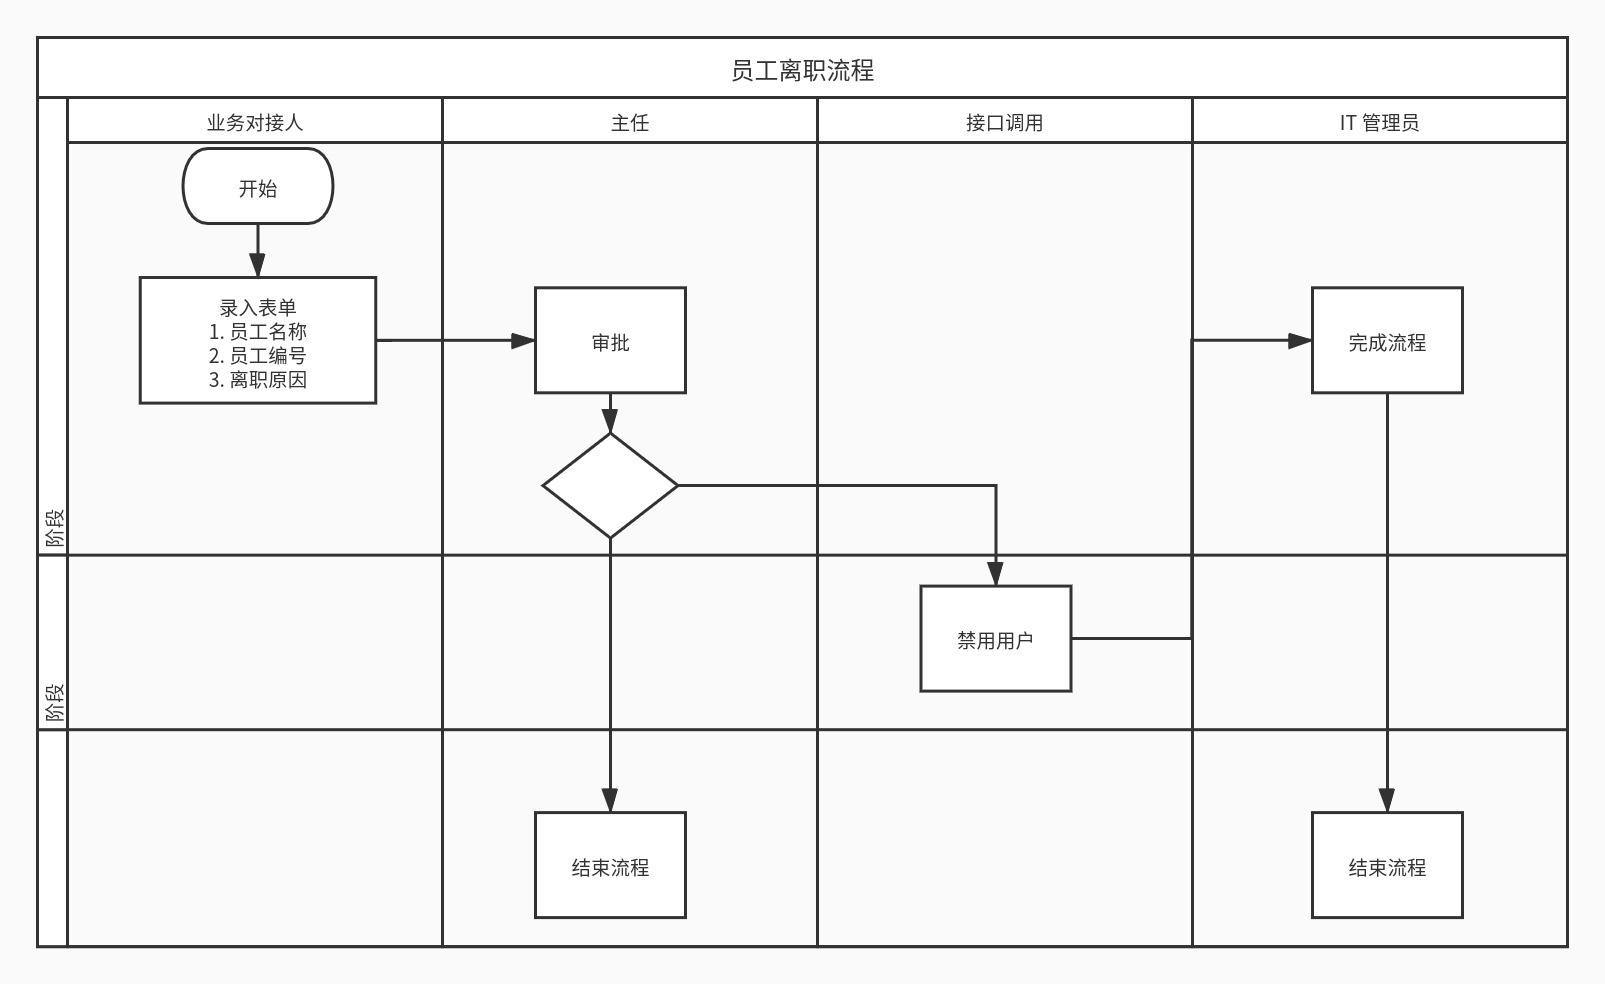 员工离职流程
业务对接人
主任
接口调用
IT 管理员
开始
录入表单
1. 员工名称
2. 员工编号
3. 离职原因
审批
完成流程
阶段
禁用用户
阶段
结束流程
结束流程